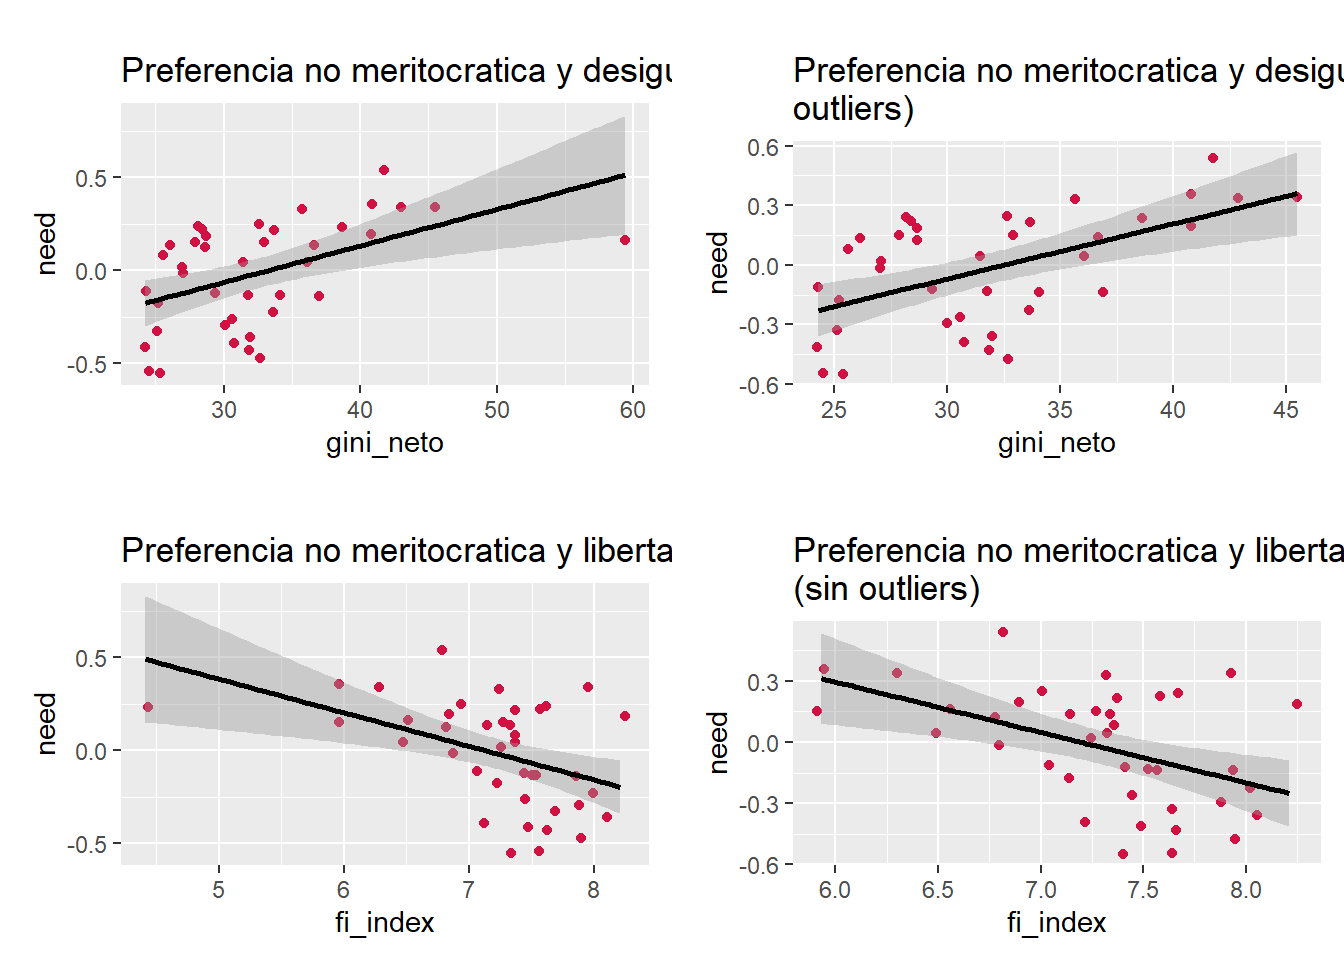 Preferencia no meritocratica y desigu
need
0.5
0.0
-0.5
30
40
50
60
gini_neto
Preferencia no meritocratica y desigu
outliers)
need
0.6
0.3
0.0
-0.3
-0.6
25
30
35
40
45
gini_neto
Preferencia no meritocratica y liberta
need
0.5
0.0
-0.5
5
6
7
8
fi_index
Preferencia no meritocratica y liberta
(sin outliers)
need
0.3
0.0
-0.3
-0.6
6.0
6.5
7.0
7.5
8.0
fi_index